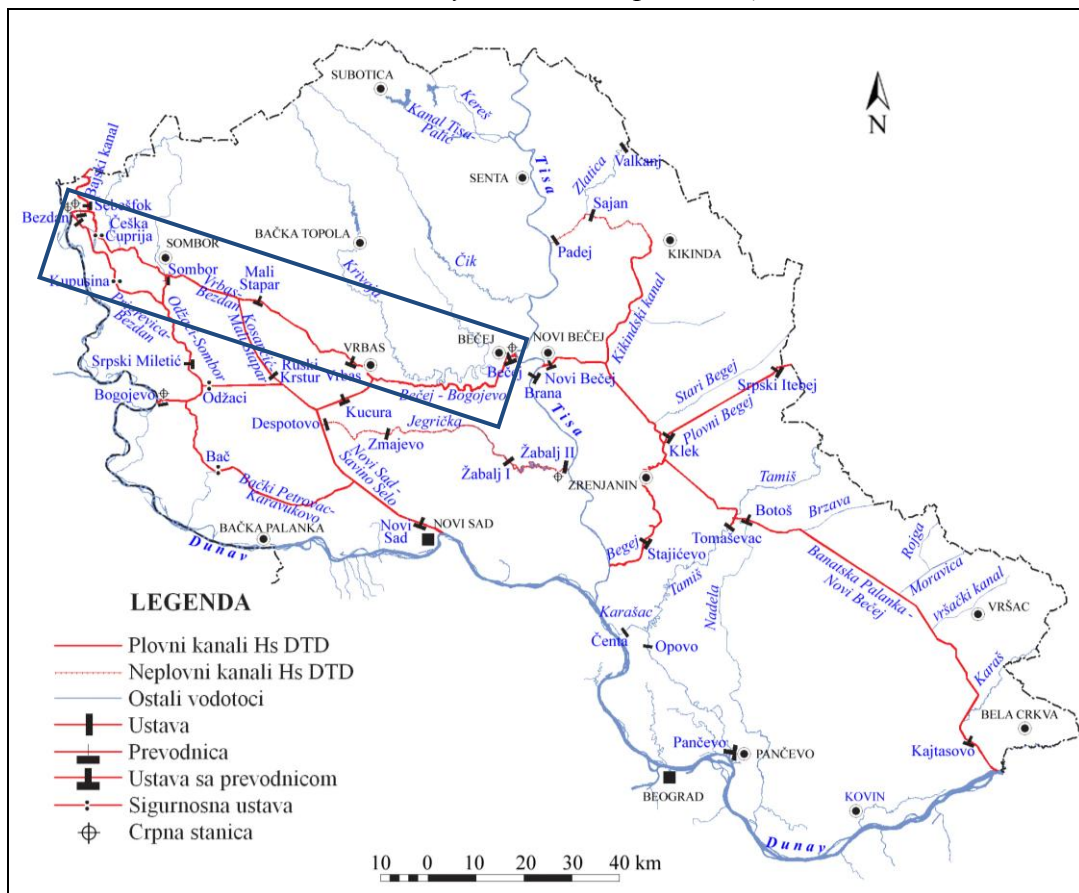 SUBOTICA
Kereš
Kanal Tisa-
Palić
Tisa
SENTA
Zlatica
Valkanj
Sajan
Padej
KIKINDA
Bajski kanal
Sebešfok
Bezdan
Češka
Ćuprija
SOMBOR
Sombor
BAČKA TOPOLA
Čik
Krivaja
Mali
Stapar
Vrbas-
Bezdan
Kupusina
Prigrevica-
Bezdan
Odžaci-Sombor
Kosančić-
Mali Stapar
Kikindski kanal
VRBAS
Vrbas
BEČEJ
Bečej
NOVI BEČEJ
Novi Bečej
Brana
Srpski Miletić
Ruski
Krstur
Bečej - Bogojevo
Bogojevo
Odžaci
Kucura
Stari Begej
Plovni Begej
Srpski Itebej
Despotovo
Jegrička
Zmajevo
Tisa
Klek
Bač
Novi Sad -
Savino Selo
Žabalj I
Žabalj II
Tamiš
ZRENJANIN
Bački Petrovac-
Karavukovo
Botoš
Brzava
BAČKA PALANKA
Novi
Sad
NOVI SAD
Tomaševac
Dunav
Begej
Stajićevo
Rojga
Moravica
Banatska Palanka -
Novi Bečej
Tamiš
Nadela
Vršački kanal
VRŠAC
Karašac
Čenta
Opovo
Karaš
BELA CRKVA
Kajtasovo
Pančevo
PANČEVO
BEOGRAD
KOVIN
Dunav
N
LEGENDA
Plovni kanali Hs DTD
Neplovni kanali Hs DTD
Ostali vodotoci
Ustava
Prevodnica
Ustava sa prevodnicom
Sigurnosna ustava
Crpna stanica
10 0 10 20 30 40 km